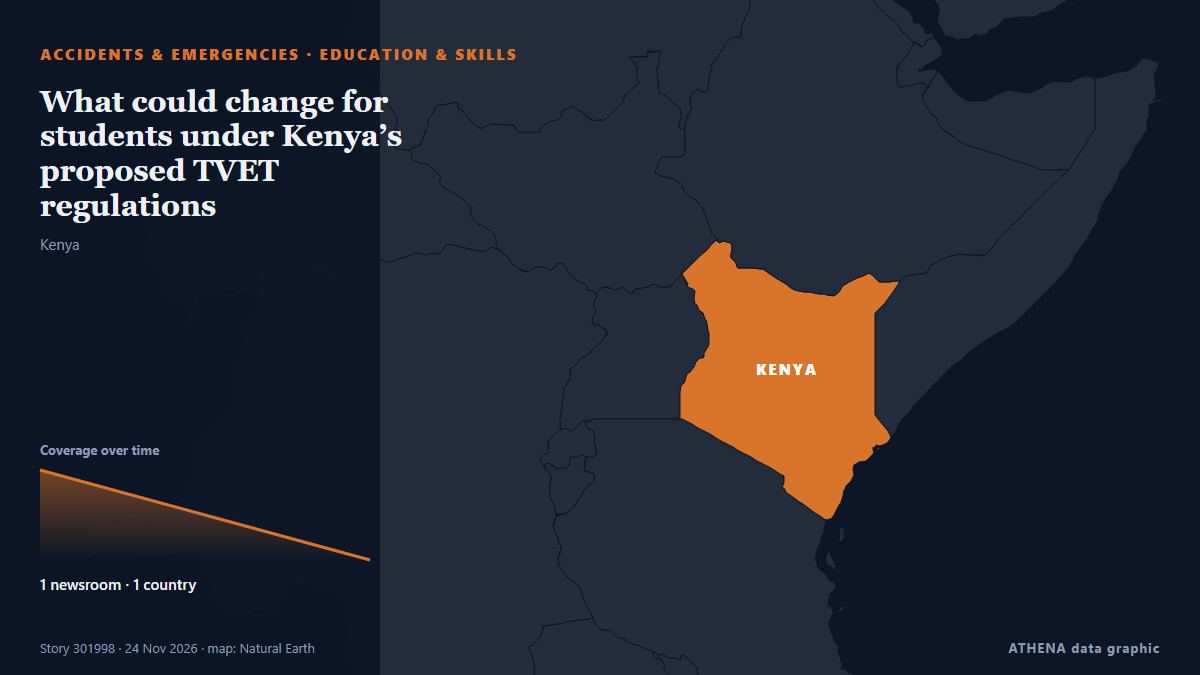 ACCIDENTS & EMERGENCIES · EDUCATION & SKILLS
What could change for
students under Kenya’s
proposed TVET
regulations
Kenya
KENYA
Coverage over time
1 newsroom · 1 country
Story 301998 · 24 Nov 2026 · map: Natural Earth
ATHENA data graphic